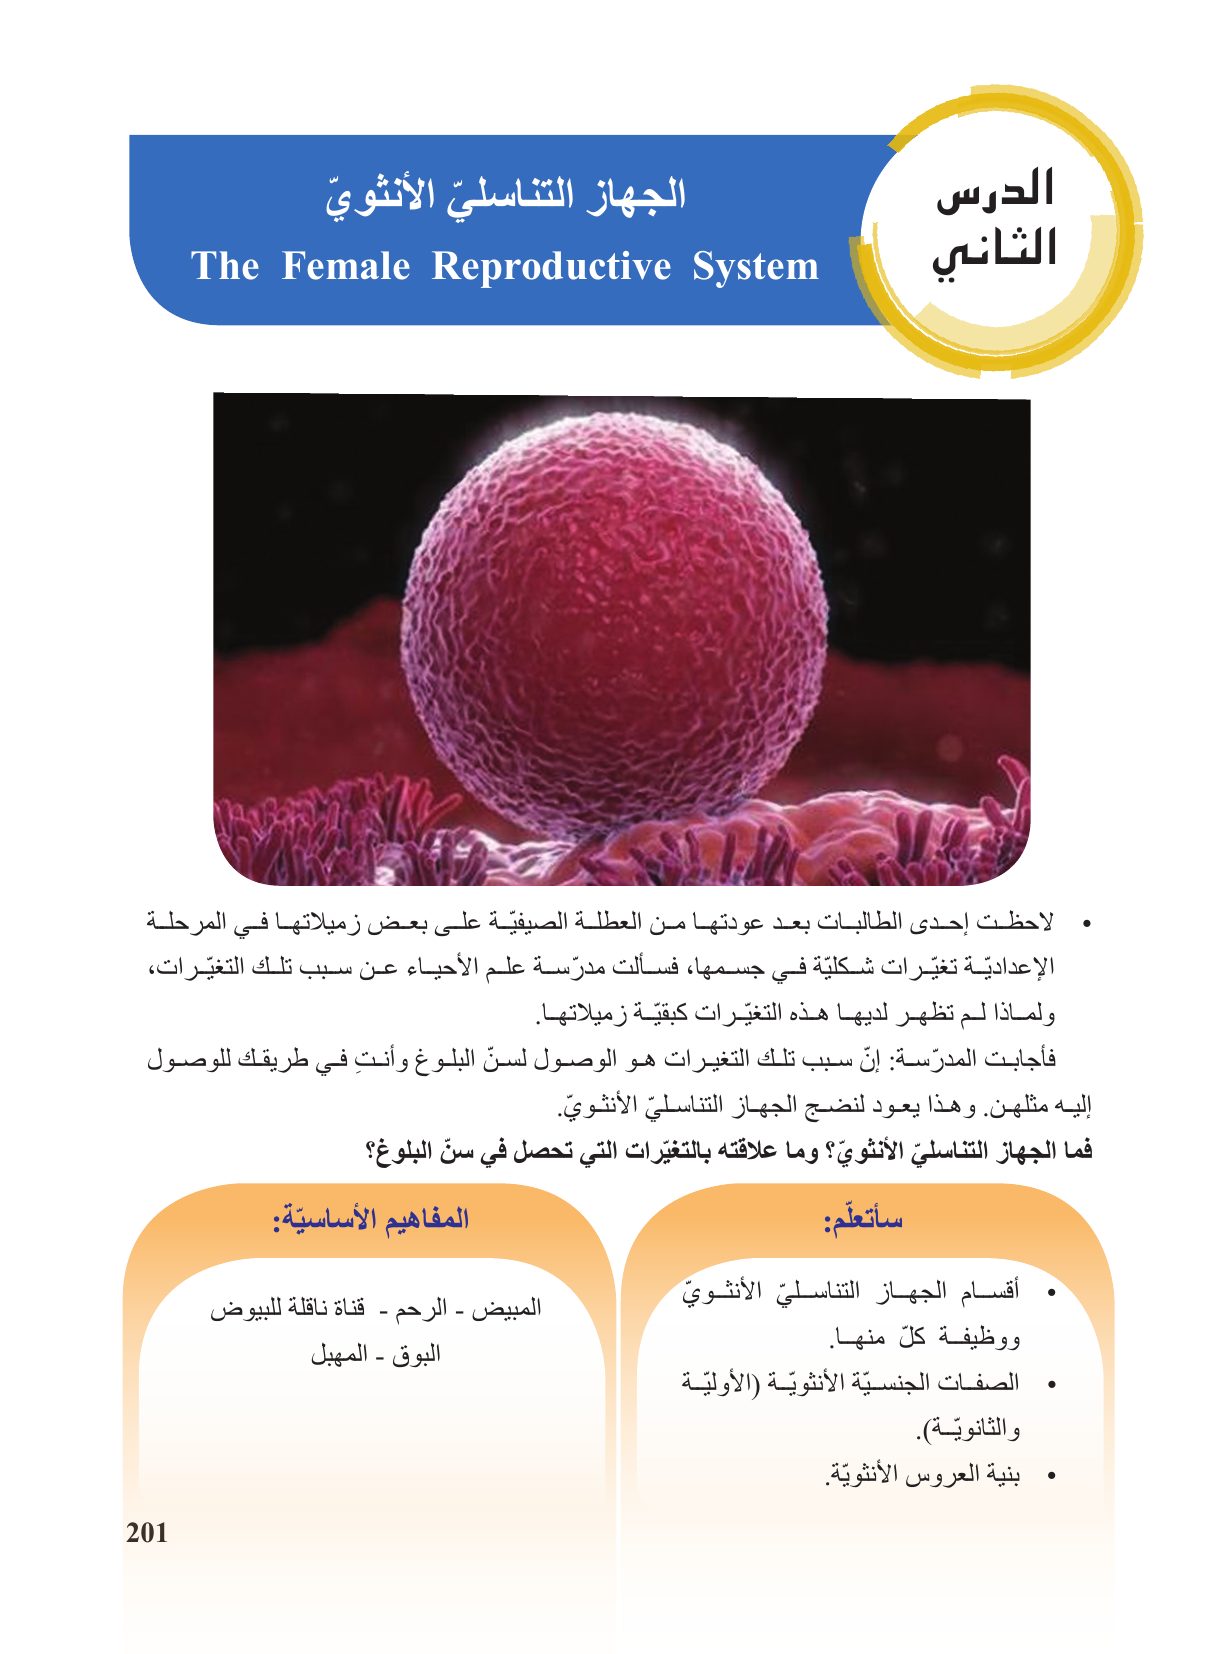 الدرس
الثاني
الجهاز التناسليّ الأنثويّ
The Female Reproductive System
• لاحظت إحدى الطالبات بعد عودتها من العطلة الصيفيّة على بعض زميلاتها في المرحلة
الإعداديّة تغيّرات شكليّة في جسمها، فسألت مدرّسة علم الأحياء عن سبب تلك التغيّرات،
ولماذا لم تظهر لديها هذه التغيّرات كبقيّة زميلاتها.
فأجابت المدرّسة: إنّ سبب تلك التغيرات هو الوصول لسنّ البلوغ وأنتِ في طريقك للوصول
إليه مثلهن. وهذا يعود لنضج الجهاز التناسليّ الأنثويّ.
فما الجهاز التناسليّ الأنثويّ؟ وما علاقته بالتغيّرات التي تحصل في سنّ البلوغ؟
سأتعلّم:
• أقسام الجهاز التناسليّ الأنثويّ
ووظيفة كلّ منها.
• الصفات الجنسيّة الأنثويّة (الأوليّة
والثانويّة).
• بنية العروس الأنثويّة.
المفاهيم الأساسيّة:
المبيض - الرحم - قناة ناقلة للبيوض
البوق - المهبل
201